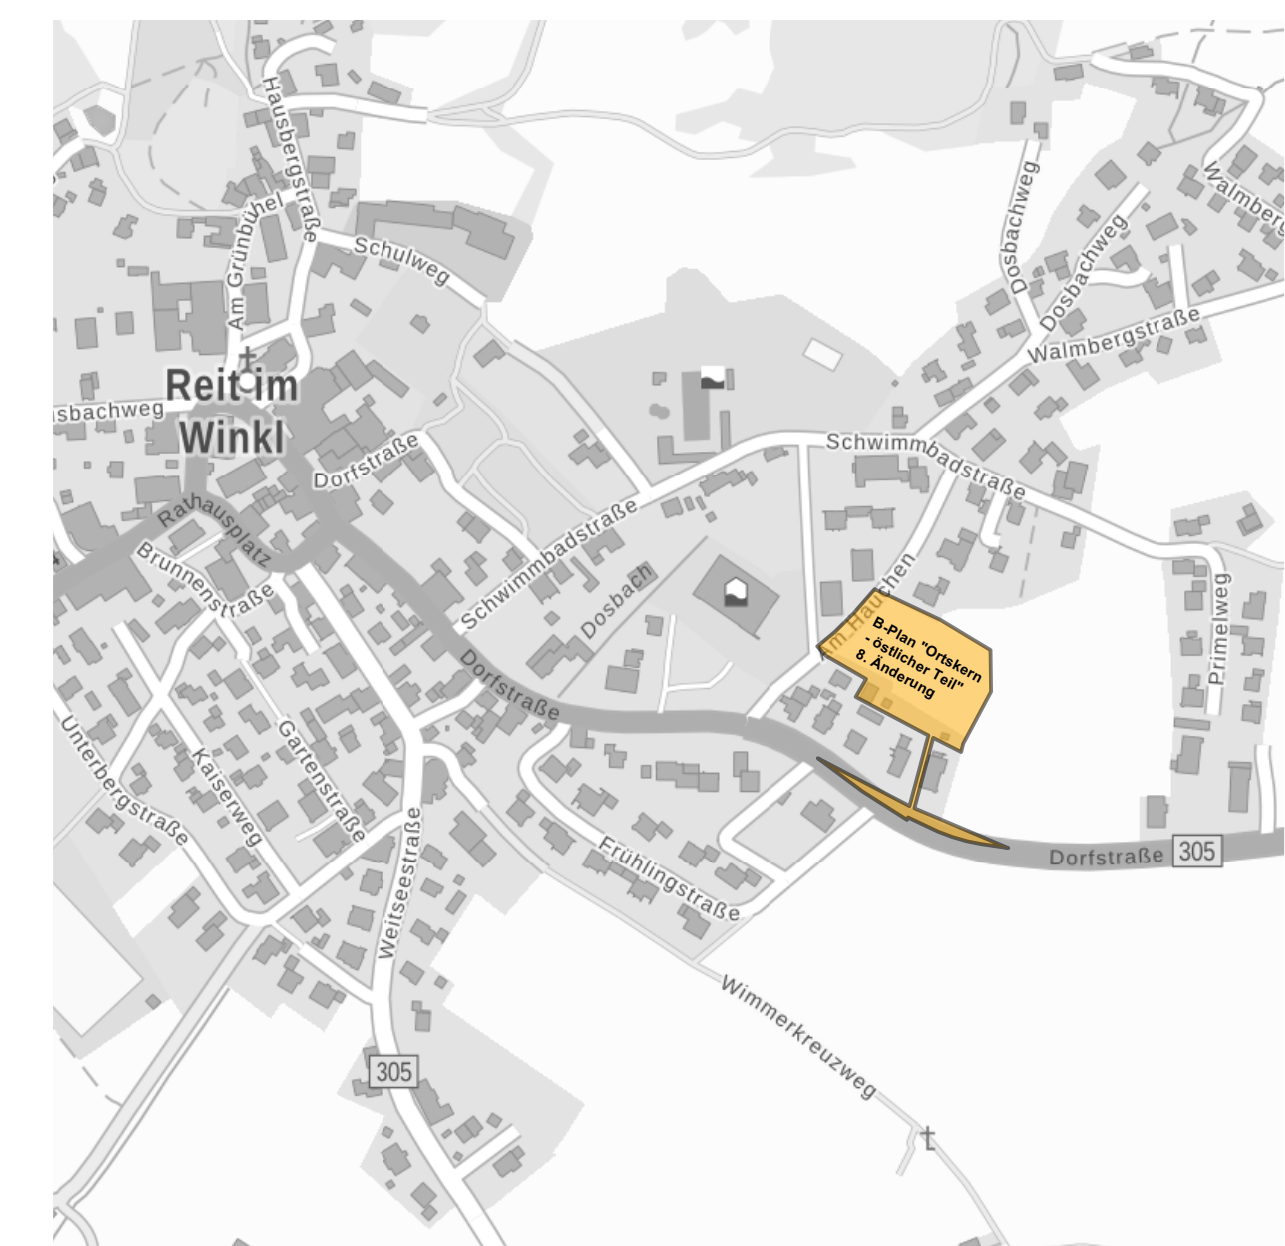 Hausbergstraße
Am Grünbühel
Schulweg
Dosbachweg
Dosbachweg
Walmberg
Walmbergstraße
Reit im
Winkl
sbachweg
Dorfstraße
Schwimmbadstraße
Rathausplatz
Brunnenstraße
Schwimmbadstraße
Dosbach
Am Hauchen
B-Plan "Ortskern
- östlicher Teil"
8. Änderung
Primelweg
Dorfstraße
Unterbergstraße
Kaiserweg
Gartenstraße
Weitseestraße
Frühlingstraße
Dorfstraße
305
Wimmerkreuzweg
305